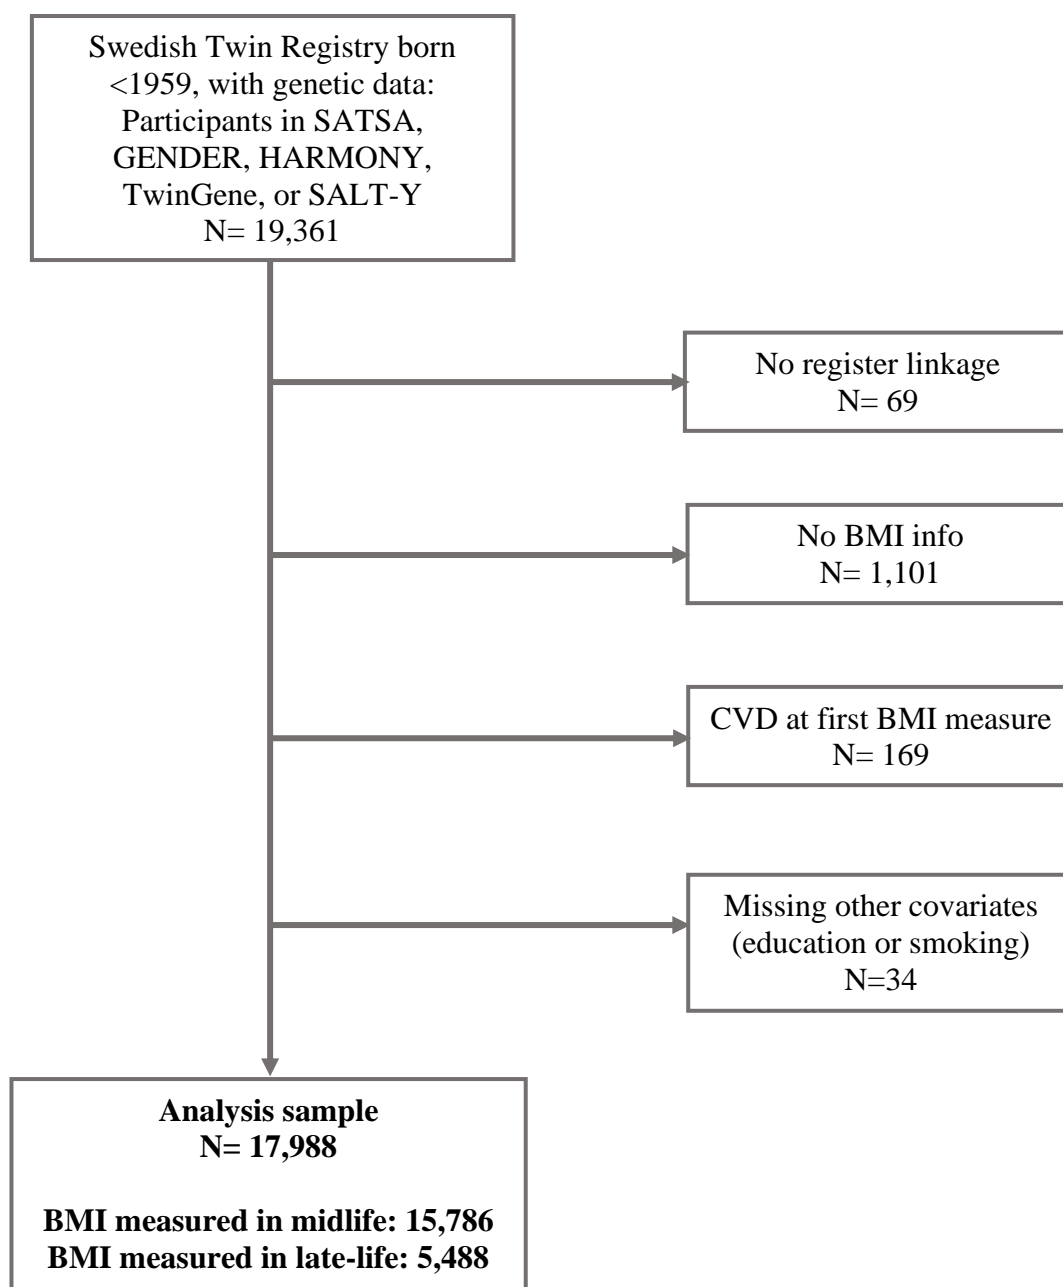 Swedish Twin Registry born
<1959, with genetic data:
Participants in SATSA,
GENDER, HARMONY,
TwinGene, or SALT-Y
N= 19,361
No register linkage
N= 69
No BMI info
N= 1,101
CVD at first BMI measure
N= 169
Missing other covariates
(education or smoking)
N=34
Analysis sample
N= 17,988
BMI measured in midlife: 15,786
BMI measured in late-life: 5,488